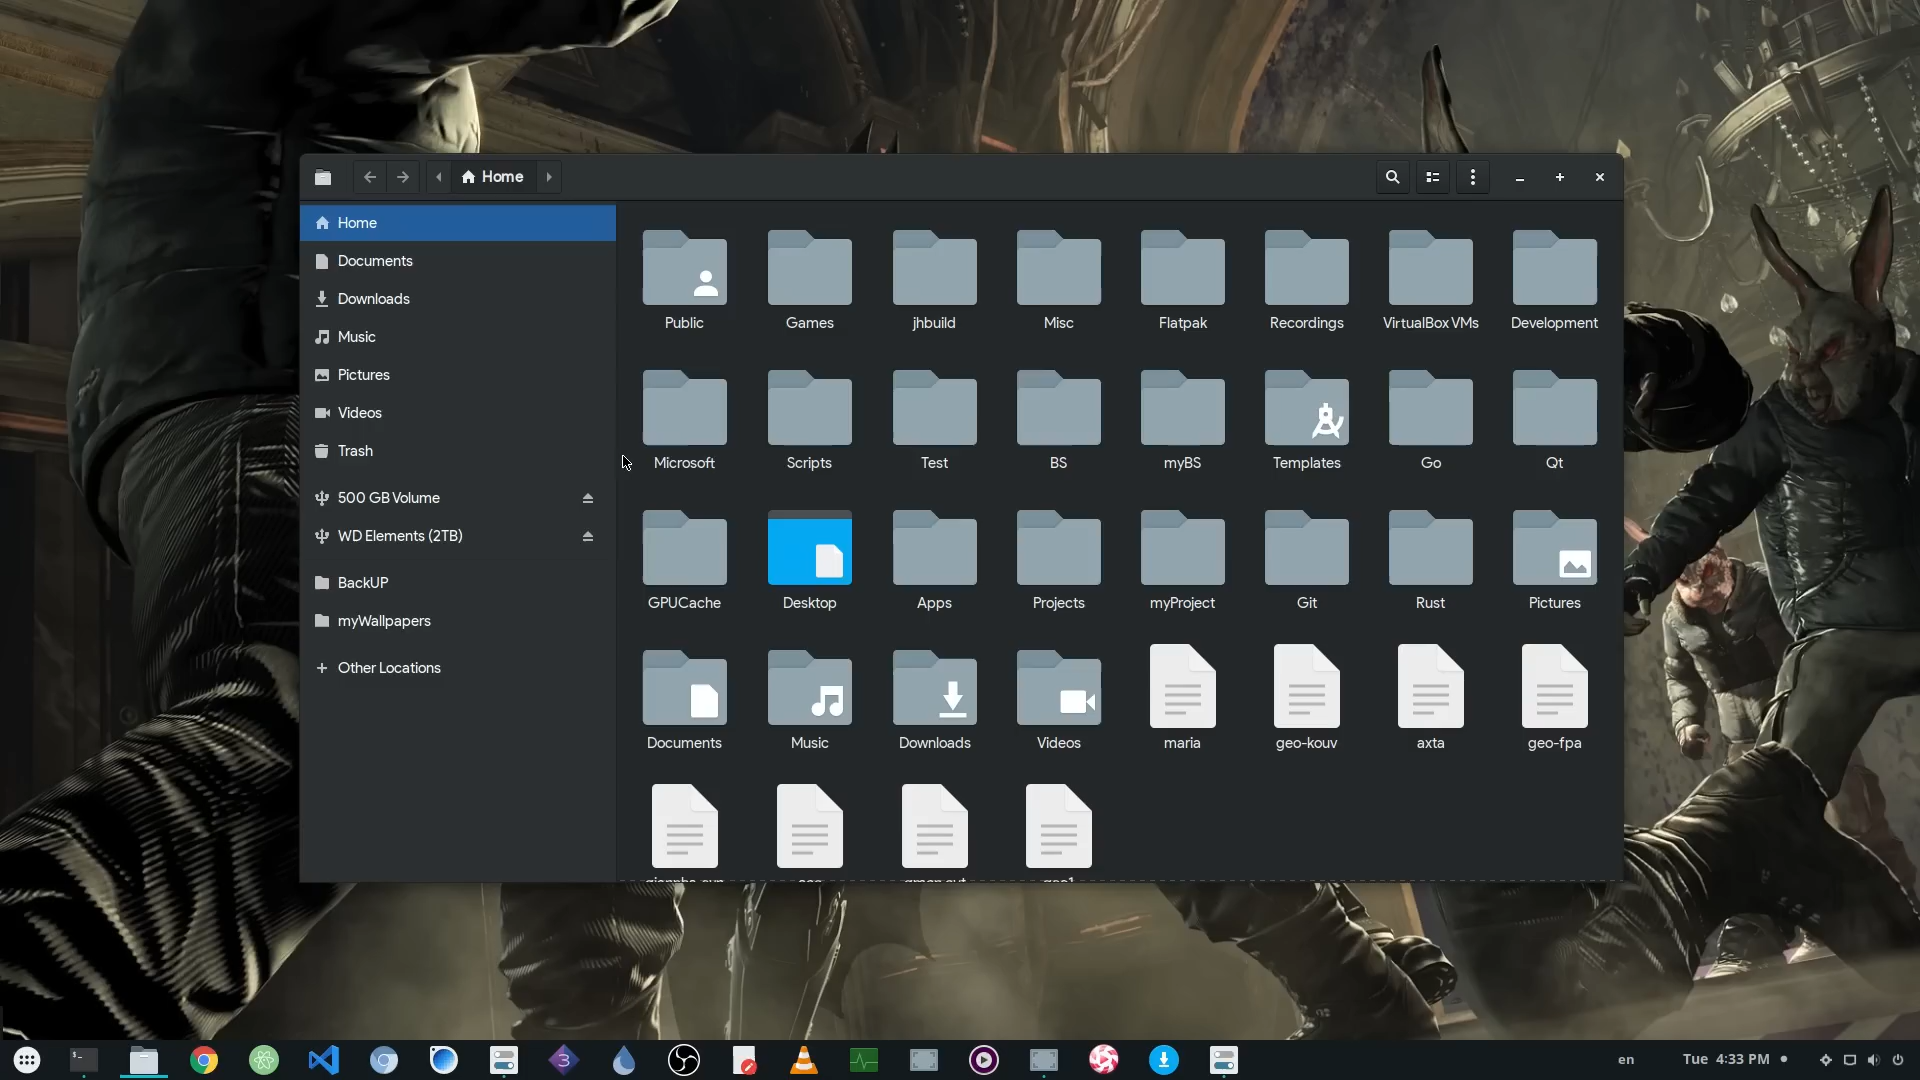 Home
Home
Documents
Downloads
Music
Pictures
Videos
Trash
500 GB Volume
WD Elements (2TB)
BackUP
myWallpapers
Other Locations
Public Games jhbuild Misc Flatpak Recordings VirtualBox VMs Development
Microsoft Scripts Test BS myBS Templates Go Qt
GPUCache Desktop Apps Projects myProject Git Rust Pictures
Documents Music Downloads Videos maria geo-kouv axta geo-fpa
en Tue 4:33 PM